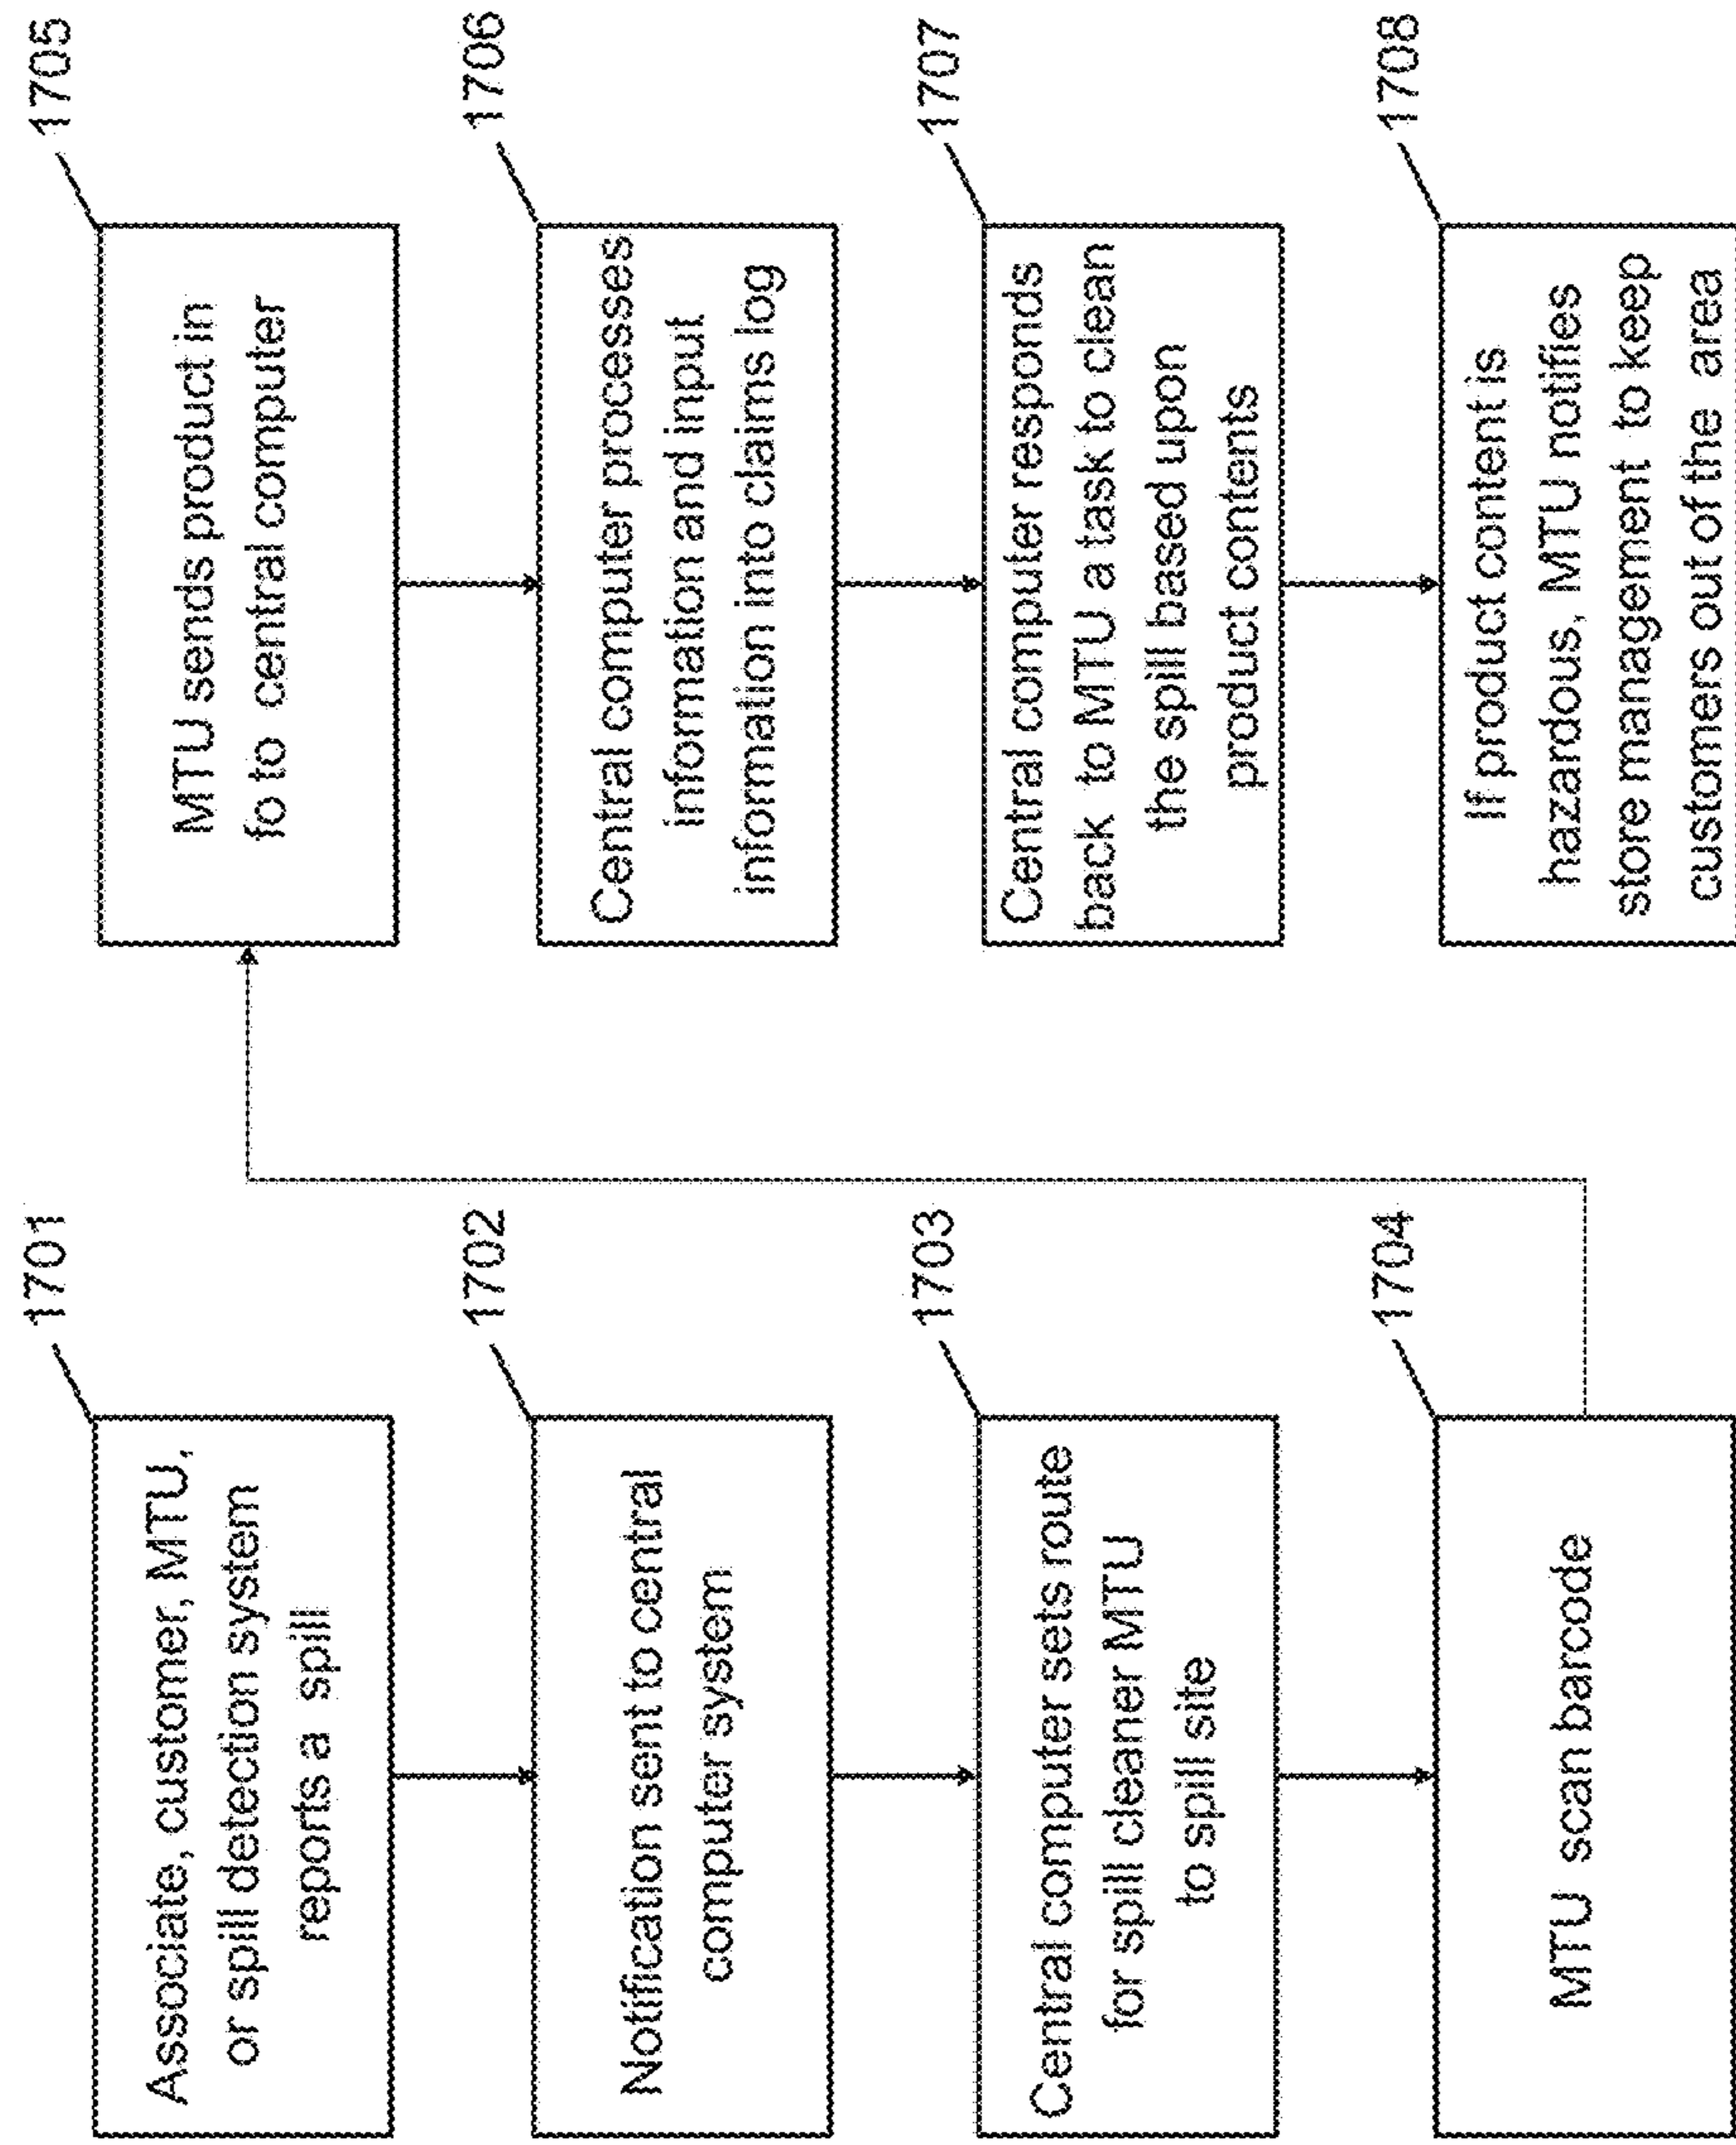 1701
Associate, customer, MTU,
or spill detection system
reports a spill
1702
Notification sent to central
computer system
1703
Central computer sets route
for spill cleaner MTU
to spill site
1704
MTU scan barcode
1705
MTU sends product in
fo to central computer
1706
Central computer processes
information and input
information into claims log
1707
Central computer responds
back to MTU a task to clean
the spill based upon
product contents
1708
If product content is
hazardous, MTU notifies
store management to keep
customers out of the area